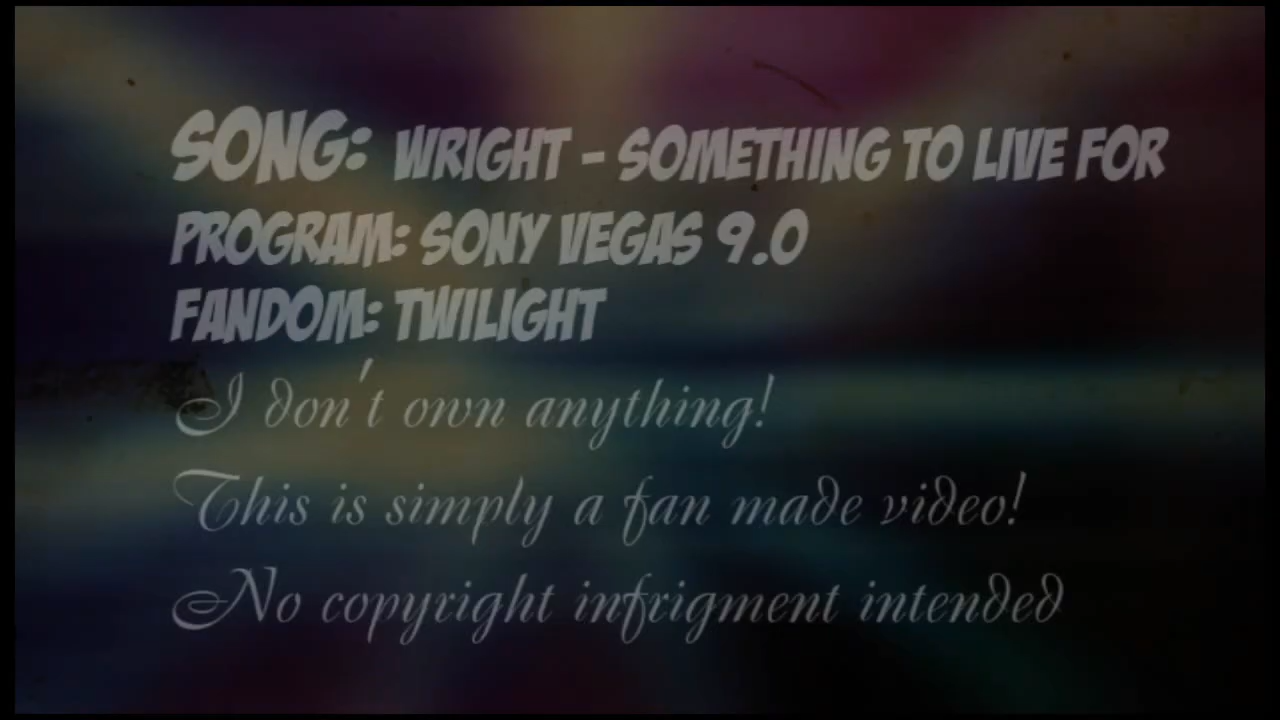 SONG: WRIGHT - SOMETHING TO LIVE FOR
PROGRAM: SONY VEGAS 9.0
FANDOM: TWILIGHT
I don't own anything!
This is simply a fan made video!
No copyright infrigment intended